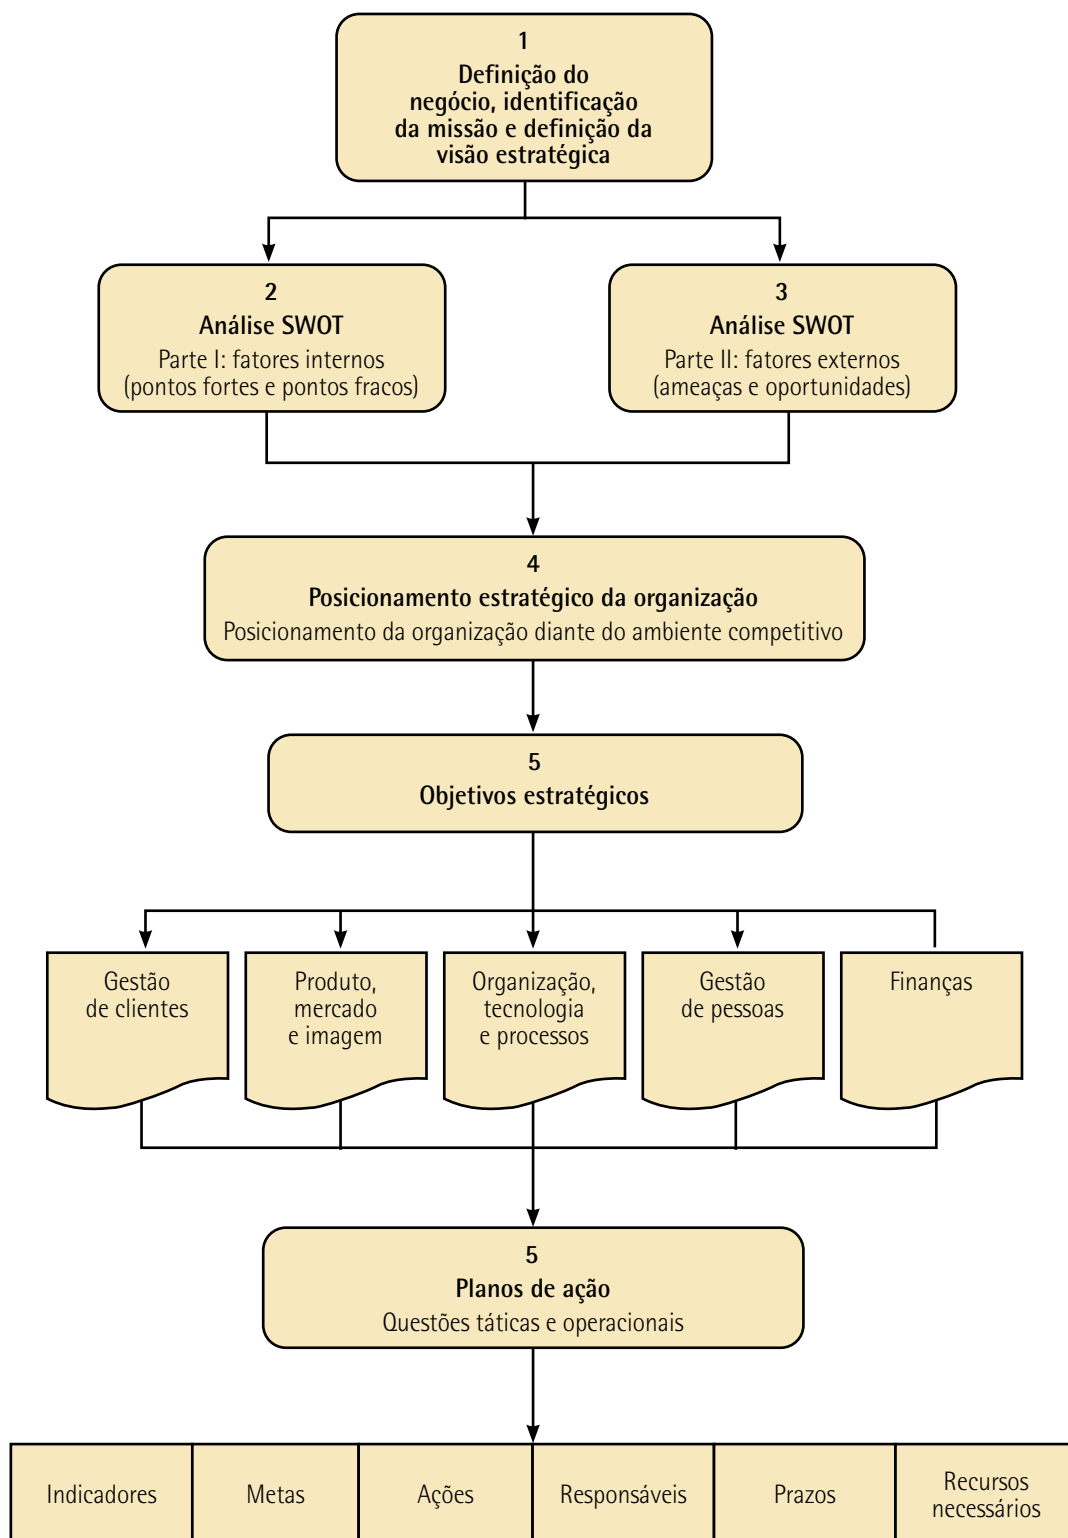 1
Definição do
negócio, identificação
da missão e definição da
visão estratégica
2
Análise SWOT
Parte I: fatores internos
(pontos fortes e pontos fracos)
3
Análise SWOT
Parte II: fatores externos
(ameaças e oportunidades)
4
Posicionamento estratégico da organização
Posicionamento da organização diante do ambiente competitivo
5
Objetivos estratégicos
Gestão
de clientes
Produto,
mercado
e imagem
Organização,
tecnologia
e processos
Gestão
de pessoas
Finanças
5
Planos de ação
Questões táticas e operacionais
Indicadores
Metas
Ações
Responsáveis
Prazos
Recursos
necessários